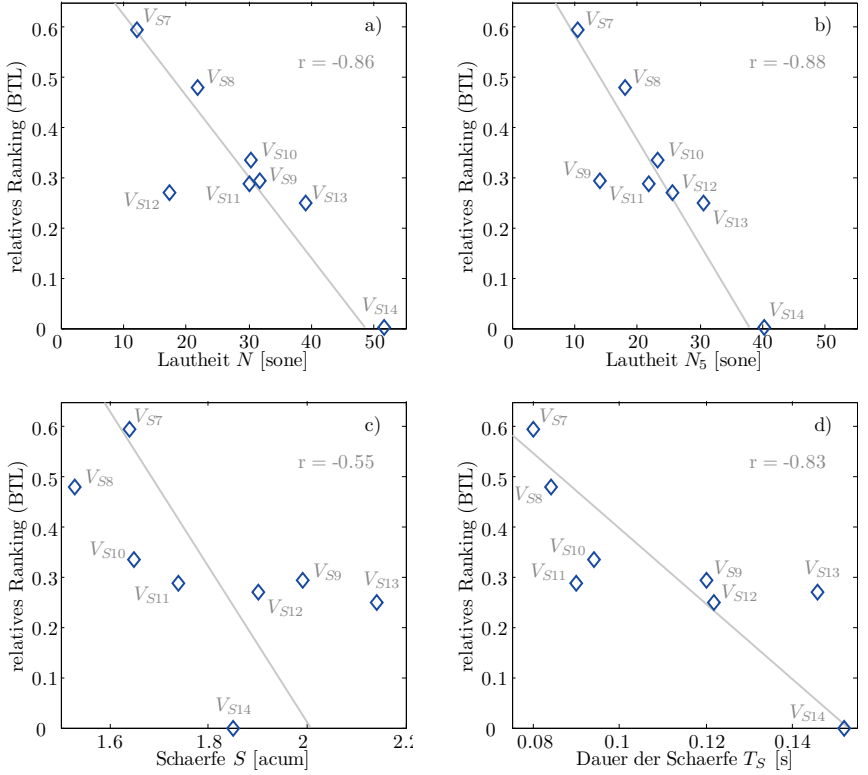 a)
r = -0.86
V_S7
V_S8
V_S10
V_S9
V_S11
V_S12
V_S13
V_S14
relatives Ranking (BTL)
0.6
0.5
0.4
0.3
0.2
0.1
0
0 10 20 30 40 50
Lautheit N [sone]
b)
r = -0.88
V_S7
V_S8
V_S10
V_S9
V_S11
V_S12
V_S13
V_S14
relatives Ranking (BTL)
0.6
0.5
0.4
0.3
0.2
0.1
0
0 10 20 30 40 50
Lautheit N_5 [sone]
c)
r = -0.55
V_S7
V_S8
V_S10
V_S11
V_S9
V_S13
V_S12
V_S14
relatives Ranking (BTL)
0.6
0.5
0.4
0.3
0.2
0.1
0
1.6 1.8 2 2.2
Schaerfe S [acum]
d)
r = -0.83
V_S7
V_S8
V_S10
V_S11
V_S9
V_S13
V_S12
V_S14
relatives Ranking (BTL)
0.6
0.5
0.4
0.3
0.2
0.1
0
0.08 0.1 0.12 0.14
Dauer der Schaerfe T_S [s]